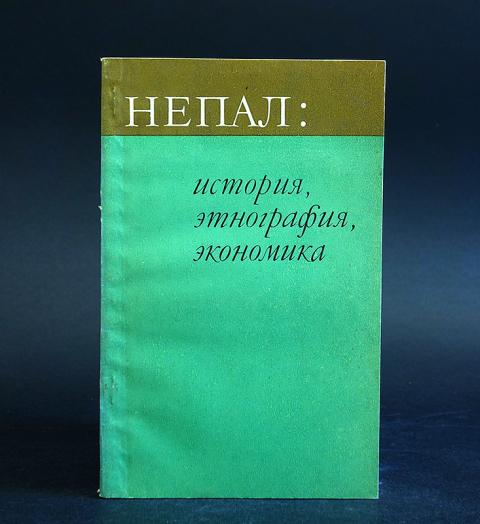 НЕПАЛ:
история,
этнография,
экономика